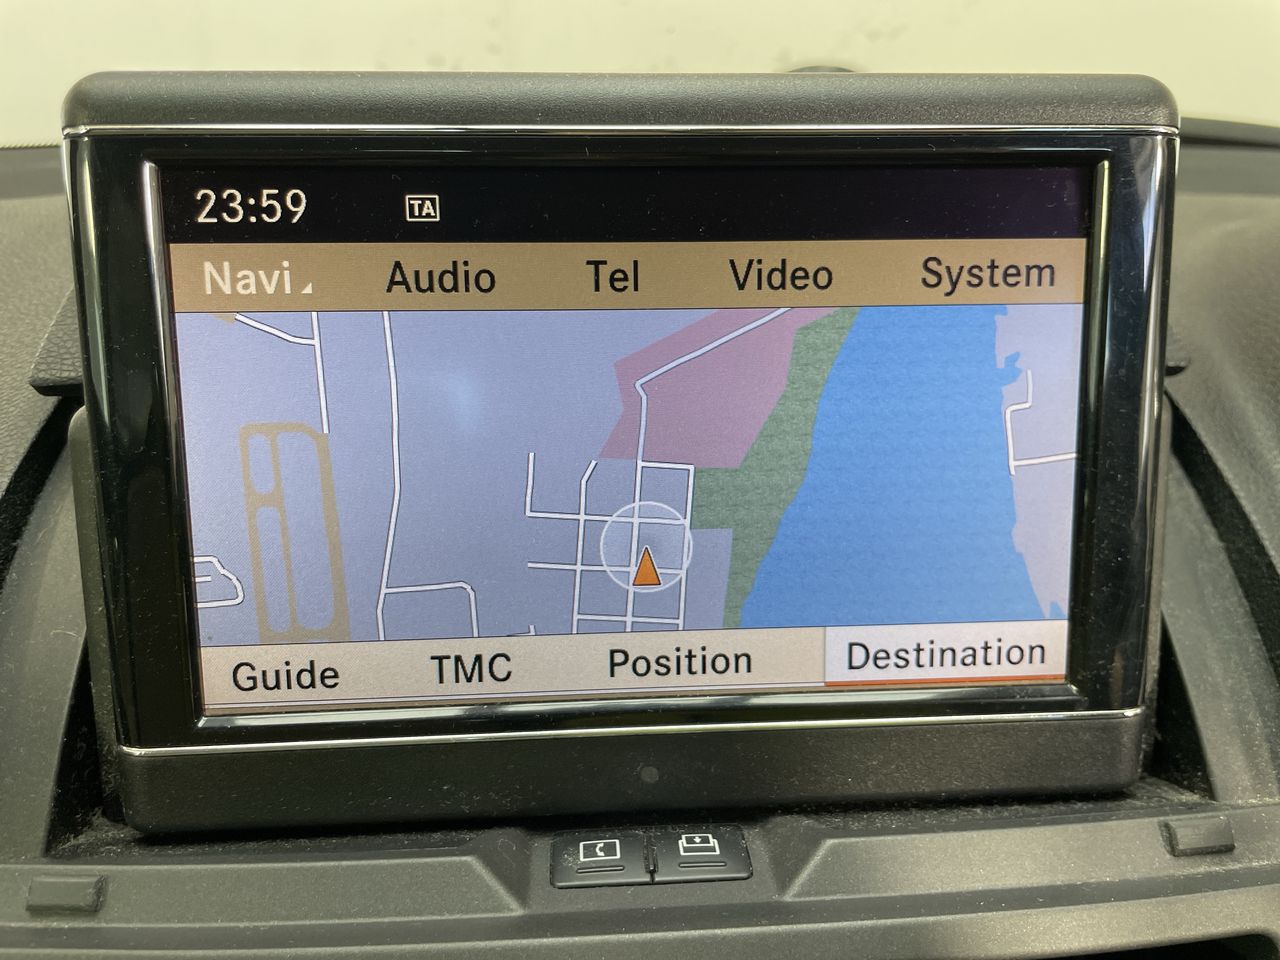 23:59 TA
Navi Audio Tel Video System
Guide TMC Position Destination